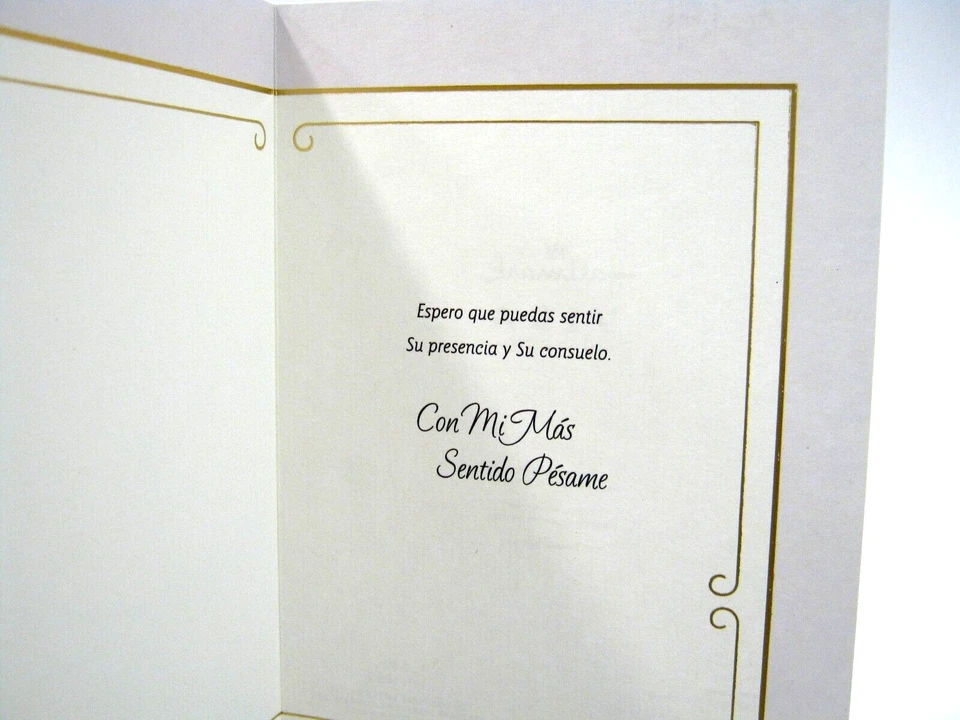 Espero que puedas sentir
Su presencia y Su consuelo.
Con Mi Más
Sentido Pésame